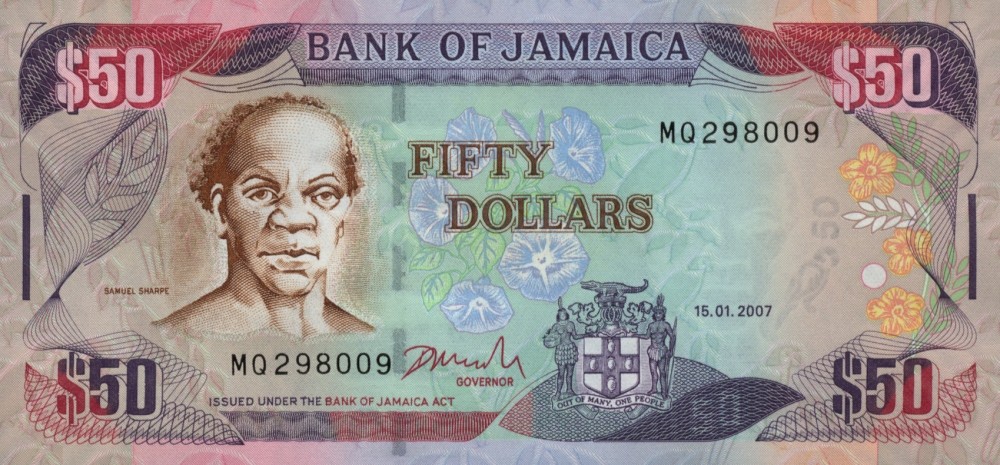 $50
BANK OF JAMAICA
$50
MQ298009
FIFTY
DOLLARS
SAMUEL SHARPE
15.01.2007
MQ298009
GOVERNOR
ISSUED UNDER THE BANK OF JAMAICA ACT
OUT OF MANY, ONE PEOPLE
$50
$50